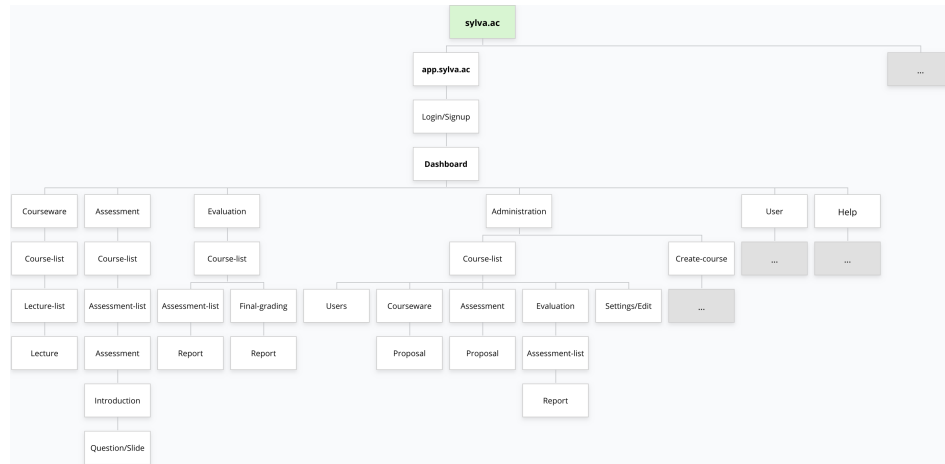 sylva.ac
app.sylva.ac
...
Login/Signup
Dashboard
Courseware
Assessment
Evaluation
Administration
User
Help
Course-list
Course-list
Course-list
Course-list
Create-course
...
...
Lecture-list
Assessment-list
Assessment-list
Final-grading
Users
Courseware
Assessment
Evaluation
Settings/Edit
...
Lecture
Assessment
Report
Report
Proposal
Proposal
Assessment-list
Introduction
Report
Question/Slide